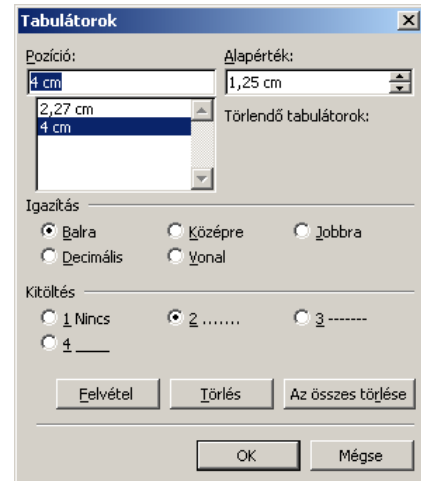 Tabulátorok
Pozíció: Alapérték:
4 cm 1,25 cm
2,27 cm Törlendő tabulátorok:
4 cm
Igazítás
Balra Középre Jobbra
Decimális Vonal
Kitöltés
1 Nincs 2 ....... 3 -------
4 ____
Felvétel Törlés Az összes törlése
OK Mégse